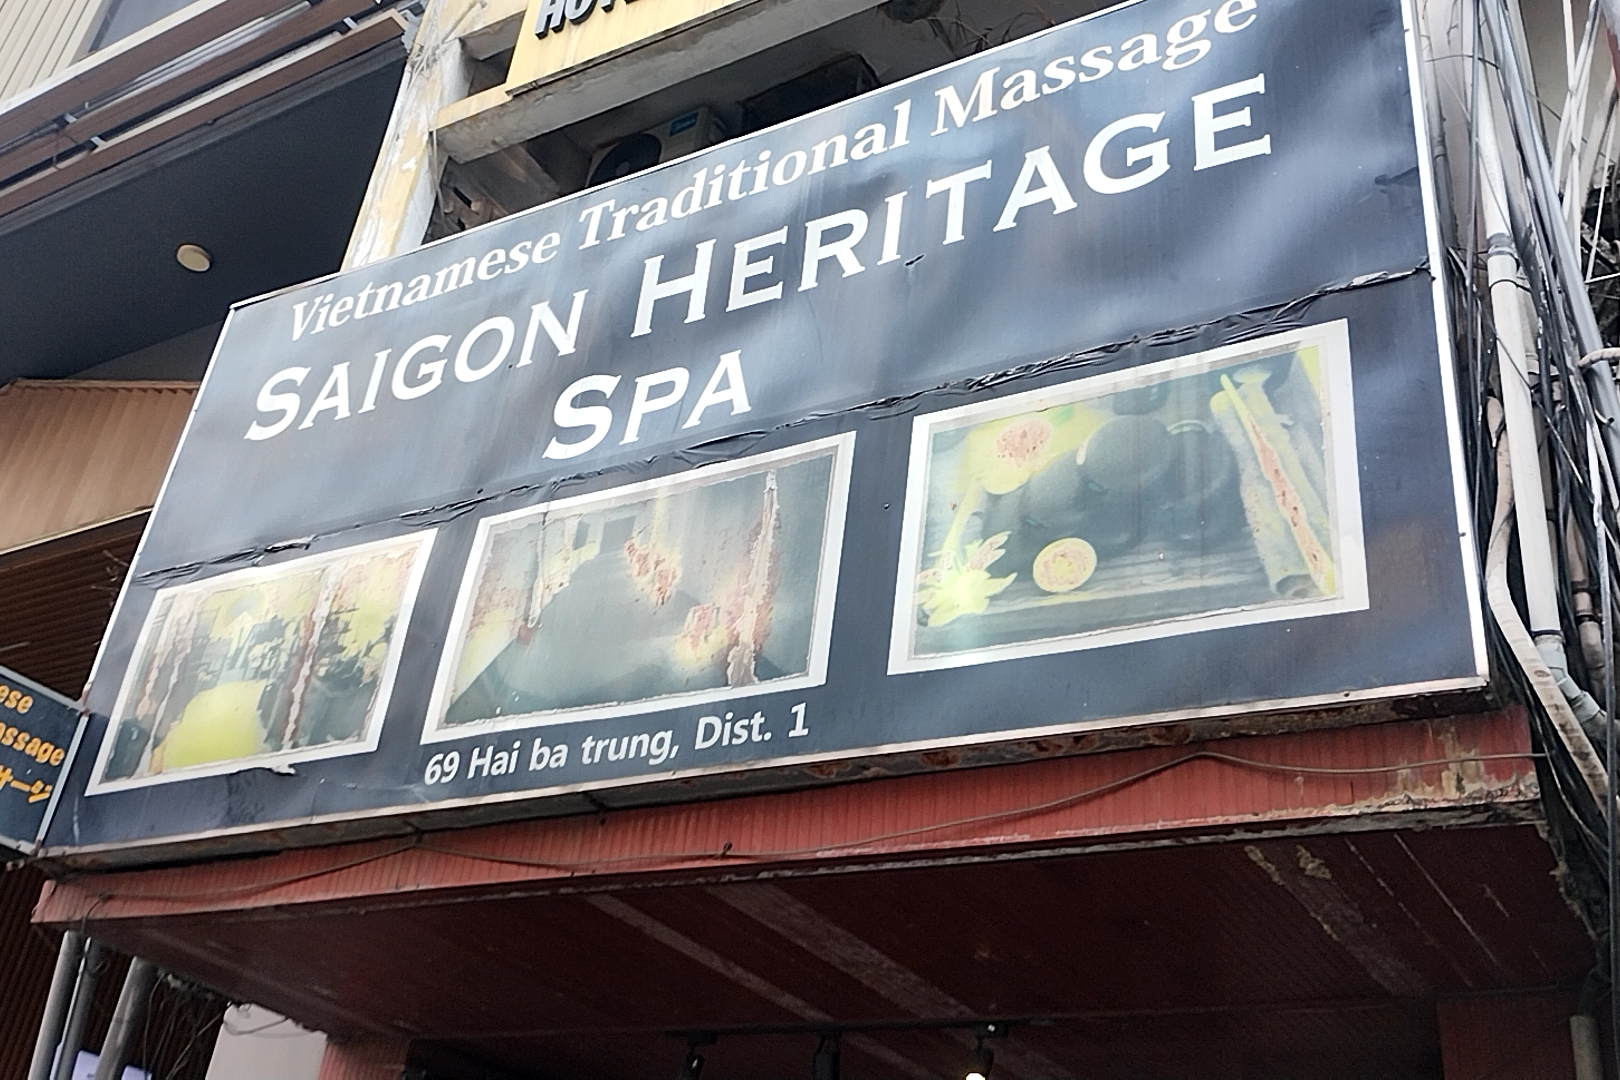 Vietnamese Traditional Massage
SAIGON HERITAGE
SPA
69 Hai ba trung, Dist. 1